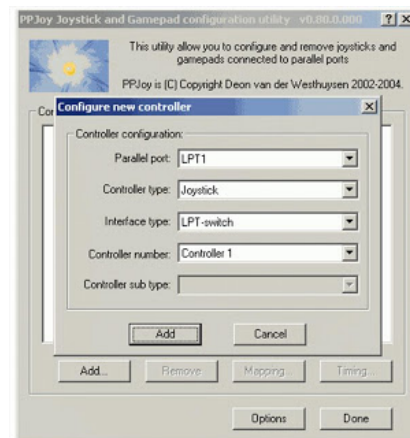 PPJoy Joystick and Gamepad configuration utility v0.80.0.000
This utility allow you to configure and remove joysticks and
gamepads connected to parallel ports
PPJoy is (C) Copyright Deon van der Westhuysen 2002-2004.
Configure new controller
Controller configuration:
Parallel port: LPT1
Controller type: Joystick
Interface type: LPT-switch
Controller number: Controller 1
Controller sub type:
Add Cancel
Add... Remove Mapping... Timing...
Options Done